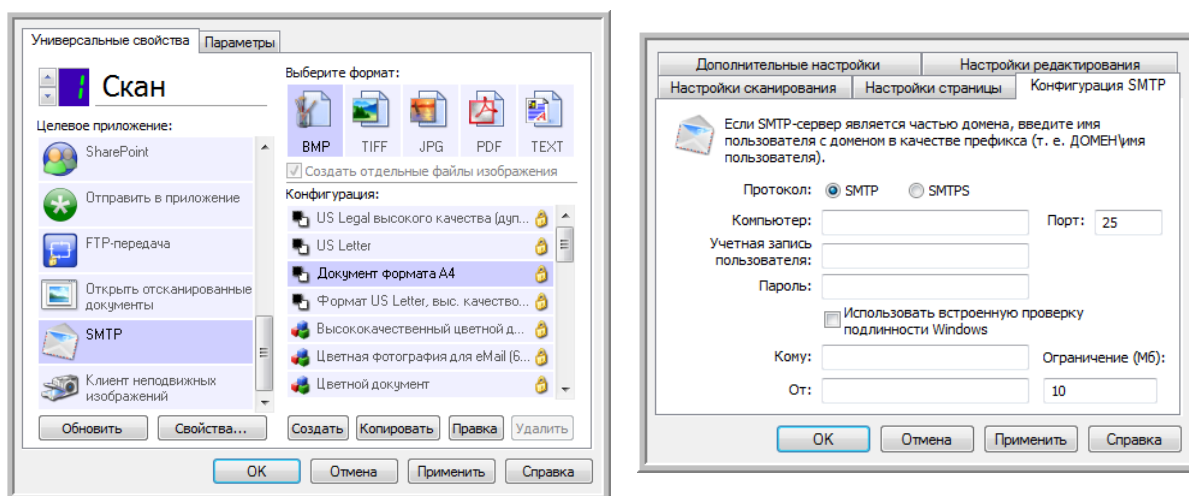 Универсальные свойства
Параметры
1
Скан
Целевое приложение:
SharePoint
Отправить в приложение
FTP-передача
Открыть отсканированные
документы
SMTP
Клиент неподвижных
изображений
Обновить
Свойства...
Выберите формат:
BMP
TIFF
JPG
PDF
TEXT
Создать отдельные файлы изображения
Конфигурация:
US Legal высокого качества (дуп...
US Letter
Документ формата A4
Формат US Letter, выс. качество...
Высококачественный цветной д...
Цветная фотография для eMail (6...
Цветной документ
Создать
Копировать
Правка
Удалить
OK
Отмена
Применить
Справка
Дополнительные настройки
Настройки редактирования
Настройки сканирования
Настройки страницы
Конфигурация SMTP
Если SMTP-сервер является частью домена, введите имя
пользователя с доменом в качестве префикса (т. е. ДОМЕН\имя
пользователя).
Протокол:
SMTP
SMTPS
Компьютер:
Порт:
25
Учетная запись
пользователя:
Пароль:
Использовать встроенную проверку
подлинности Windows
Кому:
Ограничение (Мб):
От:
10
OK
Отмена
Применить
Справка